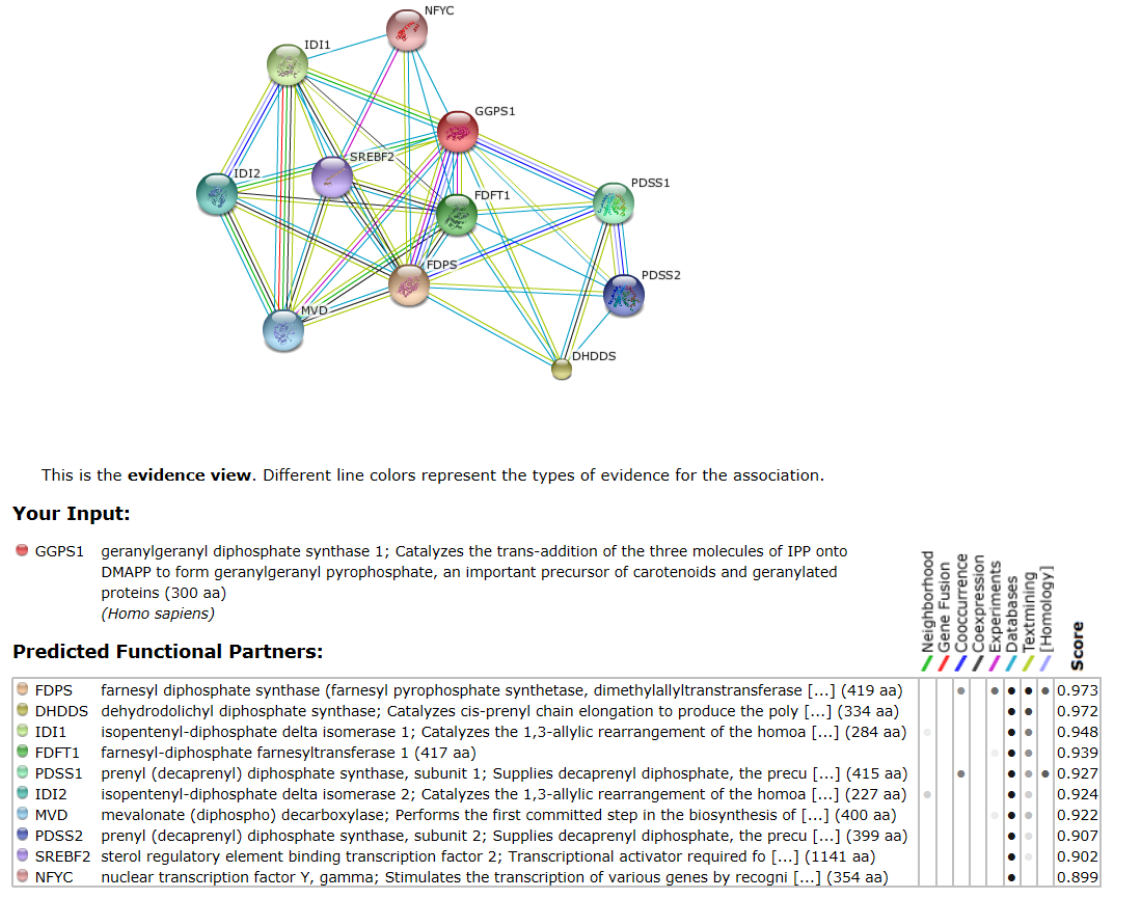 NFYC
IDI1
GGPS1
SREBF2
IDI2
PDSS1
FDFT1
FDPS
PDSS2
MVD
DHDDS
This is the evidence view. Different line colors represent the types of evidence for the association.
Your Input:
GGPS1 geranylgeranyl diphosphate synthase 1; Catalyzes the trans-addition of the three molecules of IPP onto
DMAPP to form geranylgeranyl pyrophosphate, an important precursor of carotenoids and geranylated
proteins (300 aa)
(Homo sapiens)
Neighborhood
Gene Fusion
Cooccurrence
Coexpression
Experiments
Databases
Textmining
[Homology]
Score
Predicted Functional Partners:
FDPS farnesyl diphosphate synthase (farnesyl pyrophosphate synthetase, dimethylallyltranstransferase [...] (419 aa) 0.973
DHDDS dehydrodolichyl diphosphate synthase; Catalyzes cis-prenyl chain elongation to produce the poly [...] (334 aa) 0.972
IDI1 isopentenyl-diphosphate delta isomerase 1; Catalyzes the 1,3-allylic rearrangement of the homoa [...] (284 aa) 0.948
FDFT1 farnesyl-diphosphate farnesyltransferase 1 (417 aa) 0.939
PDSS1 prenyl (decaprenyl) diphosphate synthase, subunit 1; Supplies decaprenyl diphosphate, the precu [...] (415 aa) 0.927
IDI2 isopentenyl-diphosphate delta isomerase 2; Catalyzes the 1,3-allylic rearrangement of the homoa [...] (227 aa) 0.924
MVD mevalonate (diphospho) decarboxylase; Performs the first committed step in the biosynthesis of [...] (400 aa) 0.922
PDSS2 prenyl (decaprenyl) diphosphate synthase, subunit 2; Supplies decaprenyl diphosphate, the precu [...] (399 aa) 0.907
SREBF2 sterol regulatory element binding transcription factor 2; Transcriptional activator required fo [...] (1141 aa) 0.902
NFYC nuclear transcription factor Y, gamma; Stimulates the transcription of various genes by recogni [...] (354 aa) 0.899